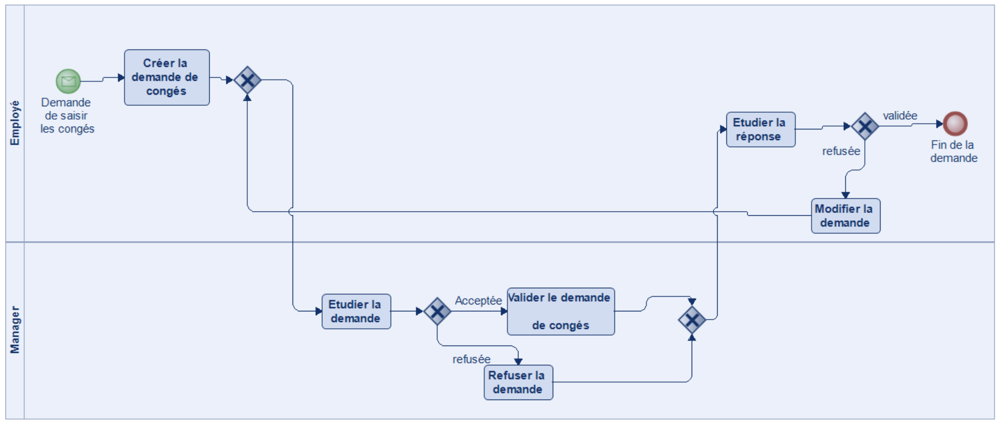 Employé
Demande
de saisir
les congés
Créer la
demande de
congés
Etudier la
réponse
validée
refusée
Fin de la
demande
Modifier la
demande
Manager
Etudier la
demande
Acceptée
Valider le demande
de congés
refusée
Refuser la
demande